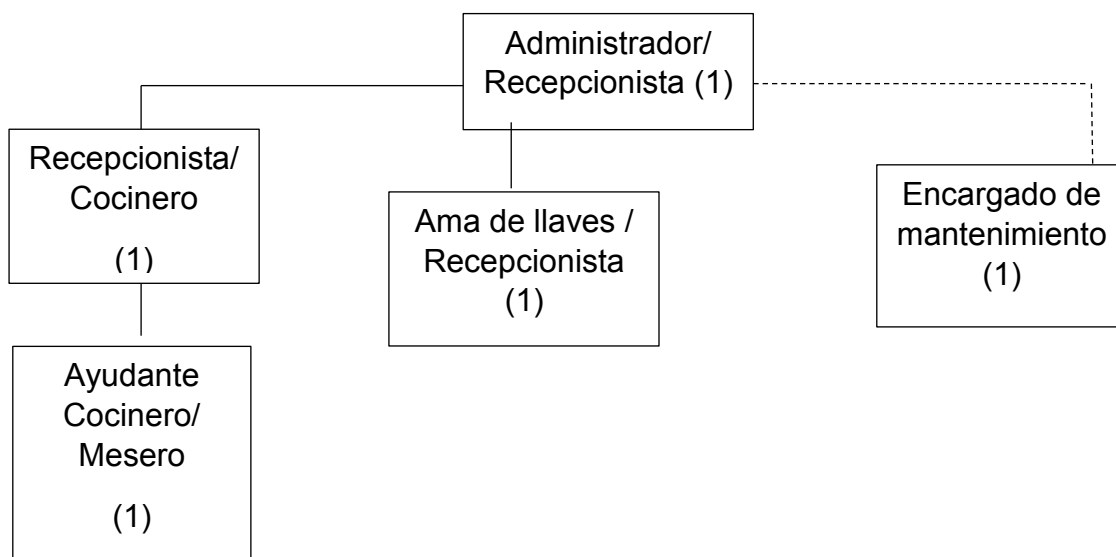 Administrador/
Recepcionista (1)
Recepcionista/
Cocinero
(1)
Ama de llaves /
Recepcionista
(1)
Encargado de
mantenimiento
(1)
Ayudante
Cocinero/
Mesero
(1)